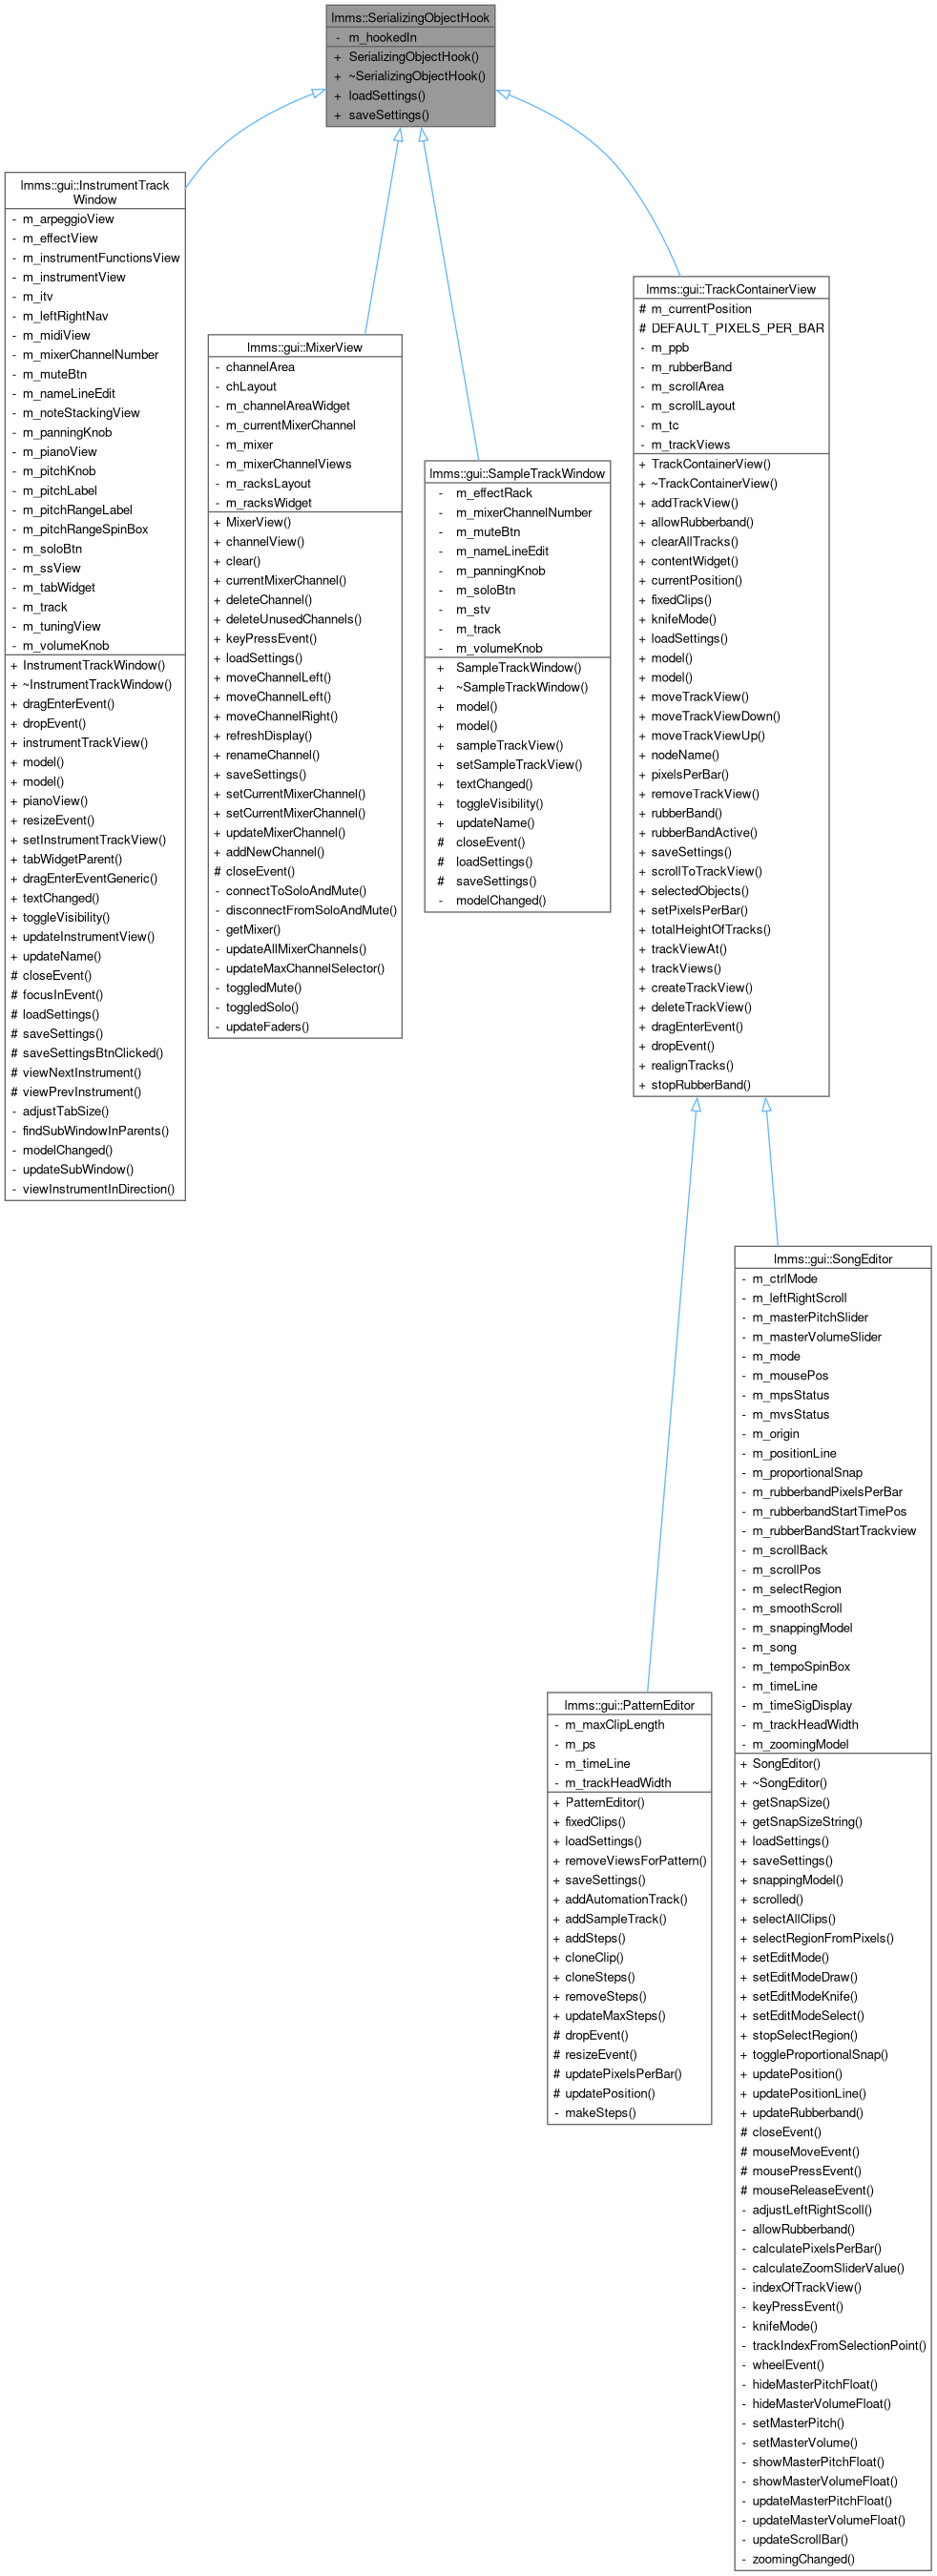 lmms::SerializingObjectHook
- m_hookedIn
+ SerializingObjectHook()
+ ~SerializingObjectHook()
+ loadSettings()
+ saveSettings()
lmms::gui::InstrumentTrack
Window
- m_arpeggioView
- m_effectView
- m_instrumentFunctionsView
- m_instrumentView
- m_itv
- m_leftRightNav
- m_midiView
- m_mixerChannelNumber
- m_muteBtn
- m_nameLineEdit
- m_noteStackingView
- m_panningKnob
- m_pianoView
- m_pitchKnob
- m_pitchLabel
- m_pitchRangeLabel
- m_pitchRangeSpinBox
- m_soloBtn
- m_ssView
- m_tabWidget
- m_track
- m_tuningView
- m_volumeKnob
+ InstrumentTrackWindow()
+ ~InstrumentTrackWindow()
+ dragEnterEvent()
+ dropEvent()
+ instrumentTrackView()
+ model()
+ model()
+ pianoView()
+ resizeEvent()
+ setInstrumentTrackView()
+ tabWidgetParent()
+ dragEnterEventGeneric()
+ textChanged()
+ toggleVisibility()
+ updateInstrumentView()
+ updateName()
# closeEvent()
# focusInEvent()
# loadSettings()
# saveSettings()
# saveSettingsBtnClicked()
# viewNextInstrument()
# viewPrevInstrument()
- adjustTabSize()
- findSubWindowInParents()
- modelChanged()
- updateSubWindow()
- viewInstrumentInDirection()
lmms::gui::MixerView
- channelArea
- chLayout
- m_channelAreaWidget
- m_currentMixerChannel
- m_mixer
- m_mixerChannelViews
- m_racksLayout
- m_racksWidget
+ MixerView()
+ channelView()
+ clear()
+ currentMixerChannel()
+ deleteChannel()
+ deleteUnusedChannels()
+ keyPressEvent()
+ loadSettings()
+ moveChannelLeft()
+ moveChannelLeft()
+ moveChannelRight()
+ refreshDisplay()
+ renameChannel()
+ saveSettings()
+ setCurrentMixerChannel()
+ setCurrentMixerChannel()
+ updateMixerChannel()
+ addNewChannel()
# closeEvent()
- connectToSoloAndMute()
- disconnectFromSoloAndMute()
- getMixer()
- updateAllMixerChannels()
- updateMaxChannelSelector()
- toggledMute()
- toggledSolo()
- updateFaders()
lmms::gui::SampleTrackWindow
- m_effectRack
- m_mixerChannelNumber
- m_muteBtn
- m_nameLineEdit
- m_panningKnob
- m_soloBtn
- m_stv
- m_track
- m_volumeKnob
+ SampleTrackWindow()
+ ~SampleTrackWindow()
+ model()
+ model()
+ sampleTrackView()
+ setSampleTrackView()
+ textChanged()
+ toggleVisibility()
+ updateName()
# closeEvent()
# loadSettings()
# saveSettings()
- modelChanged()
lmms::gui::TrackContainerView
# m_currentPosition
# DEFAULT_PIXELS_PER_BAR
- m_ppb
- m_rubberBand
- m_scrollArea
- m_scrollLayout
- m_tc
- m_trackViews
+ TrackContainerView()
+ ~TrackContainerView()
+ addTrackView()
+ allowRubberband()
+ clearAllTracks()
+ contentWidget()
+ currentPosition()
+ fixedClips()
+ knifeMode()
+ loadSettings()
+ model()
+ model()
+ moveTrackView()
+ moveTrackViewDown()
+ moveTrackViewUp()
+ nodeName()
+ pixelsPerBar()
+ removeTrackView()
+ rubberBand()
+ rubberBandActive()
+ saveSettings()
+ scrollToTrackView()
+ selectedObjects()
+ setPixelsPerBar()
+ totalHeightOfTracks()
+ trackViewAt()
+ trackViews()
+ createTrackView()
+ deleteTrackView()
+ dragEnterEvent()
+ dropEvent()
+ realignTracks()
+ stopRubberBand()
lmms::gui::PatternEditor
- m_maxClipLength
- m_ps
- m_timeLine
- m_trackHeadWidth
+ PatternEditor()
+ fixedClips()
+ loadSettings()
+ removeViewsForPattern()
+ saveSettings()
+ addAutomationTrack()
+ addSampleTrack()
+ addSteps()
+ cloneClip()
+ cloneSteps()
+ removeSteps()
+ updateMaxSteps()
# dropEvent()
# resizeEvent()
# updatePixelsPerBar()
# updatePosition()
- makeSteps()
lmms::gui::SongEditor
- m_ctrlMode
- m_leftRightScroll
- m_masterPitchSlider
- m_masterVolumeSlider
- m_mode
- m_mousePos
- m_mpsStatus
- m_mvsStatus
- m_origin
- m_positionLine
- m_proportionalSnap
- m_rubberbandPixelsPerBar
- m_rubberbandStartTimePos
- m_rubberBandStartTrackview
- m_scrollBack
- m_scrollPos
- m_selectRegion
- m_smoothScroll
- m_snappingModel
- m_song
- m_tempoSpinBox
- m_timeLine
- m_timeSigDisplay
- m_trackHeadWidth
- m_zoomingModel
+ SongEditor()
+ ~SongEditor()
+ getSnapSize()
+ getSnapSizeString()
+ loadSettings()
+ saveSettings()
+ snappingModel()
+ scrolled()
+ selectAllClips()
+ selectRegionFromPixels()
+ setEditMode()
+ setEditModeDraw()
+ setEditModeKnife()
+ setEditModeSelect()
+ stopSelectRegion()
+ toggleProportionalSnap()
+ updatePosition()
+ updatePositionLine()
+ updateRubberband()
# closeEvent()
# mouseMoveEvent()
# mousePressEvent()
# mouseReleaseEvent()
- adjustLeftRightScoll()
- allowRubberband()
- calculatePixelsPerBar()
- calculateZoomSliderValue()
- indexOfTrackView()
- keyPressEvent()
- knifeMode()
- trackIndexFromSelectionPoint()
- wheelEvent()
- hideMasterPitchFloat()
- hideMasterVolumeFloat()
- setMasterPitch()
- setMasterVolume()
- showMasterPitchFloat()
- showMasterVolumeFloat()
- updateMasterPitchFloat()
- updateMasterVolumeFloat()
- updateScrollBar()
- zoomingChanged()